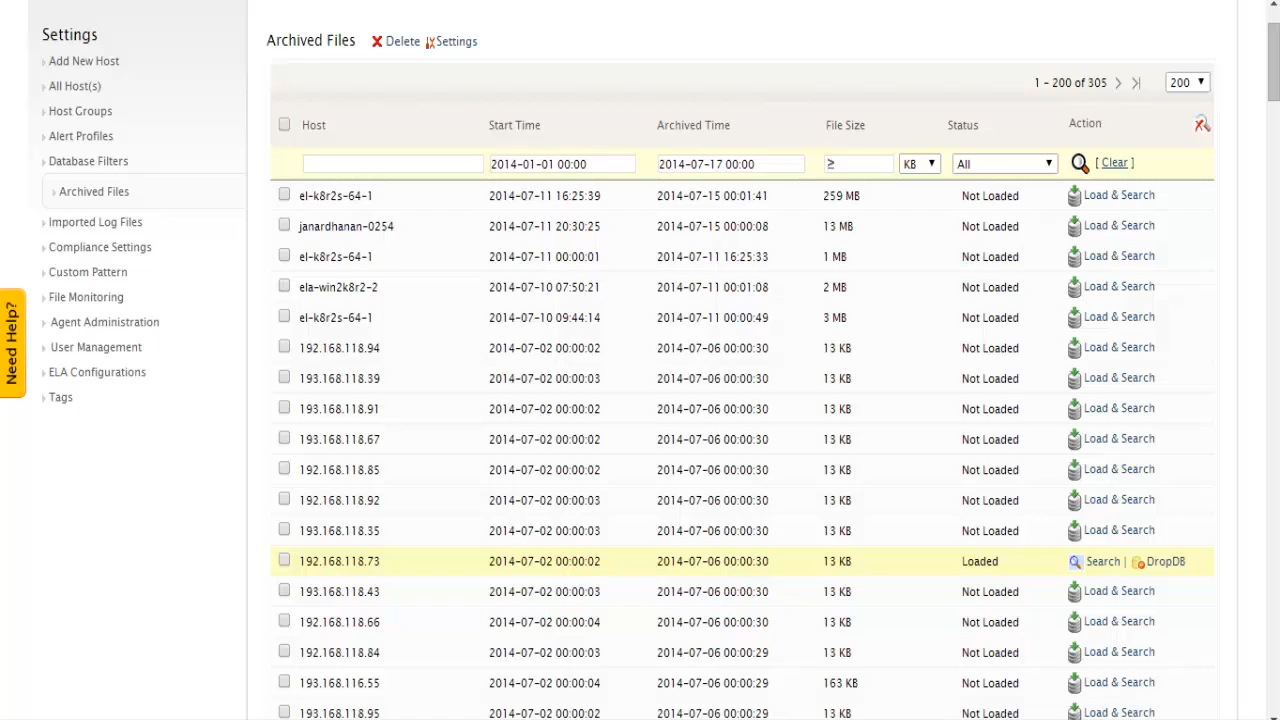 Settings
Add New Host
All Host(s)
Host Groups
Alert Profiles
Database Filters
Archived Files
Imported Log Files
Compliance Settings
Custom Pattern
File Monitoring
Agent Administration
User Management
ELA Configurations
Tags
Need Help?
Archived Files Delete Settings
1 - 200 of 305 200
Host Start Time Archived Time File Size Status Action
2014-01-01 00:00 2014-07-17 00:00 ≥ KB All [ Clear ]
el-k8r2s-64-1 2014-07-11 16:25:39 2014-07-15 00:01:41 259 MB Not Loaded Load & Search
janardhanan-0254 2014-07-11 20:30:25 2014-07-15 00:00:08 13 MB Not Loaded Load & Search
el-k8r2s-64-1 2014-07-11 00:00:01 2014-07-11 16:25:33 1 MB Not Loaded Load & Search
ela-win2k8r2-2 2014-07-10 07:50:21 2014-07-11 00:01:08 2 MB Not Loaded Load & Search
el-k8r2s-64-1 2014-07-10 09:44:14 2014-07-11 00:00:49 3 MB Not Loaded Load & Search
192.168.118.94 2014-07-02 00:00:02 2014-07-06 00:00:30 13 KB Not Loaded Load & Search
193.168.118.39 2014-07-02 00:00:03 2014-07-06 00:00:30 13 KB Not Loaded Load & Search
193.168.118.91 2014-07-02 00:00:02 2014-07-06 00:00:30 13 KB Not Loaded Load & Search
193.168.118.67 2014-07-02 00:00:02 2014-07-06 00:00:30 13 KB Not Loaded Load & Search
192.168.118.85 2014-07-02 00:00:02 2014-07-06 00:00:30 13 KB Not Loaded Load & Search
192.168.118.92 2014-07-02 00:00:03 2014-07-06 00:00:30 13 KB Not Loaded Load & Search
193.168.118.35 2014-07-02 00:00:03 2014-07-06 00:00:30 13 KB Not Loaded Load & Search
192.168.118.73 2014-07-02 00:00:02 2014-07-06 00:00:30 13 KB Loaded Search | DropDB
192.168.118.43 2014-07-02 00:00:03 2014-07-06 00:00:30 13 KB Not Loaded Load & Search
192.168.118.66 2014-07-02 00:00:04 2014-07-06 00:00:30 13 KB Not Loaded Load & Search
192.168.118.84 2014-07-02 00:00:03 2014-07-06 00:00:29 13 KB Not Loaded Load & Search
193.168.116.55 2014-07-02 00:00:04 2014-07-06 00:00:29 163 KB Not Loaded Load & Search
193.168.118.95 2014-07-02 00:00:03 2014-07-06 00:00:29 13 KB Not Loaded Load & Search